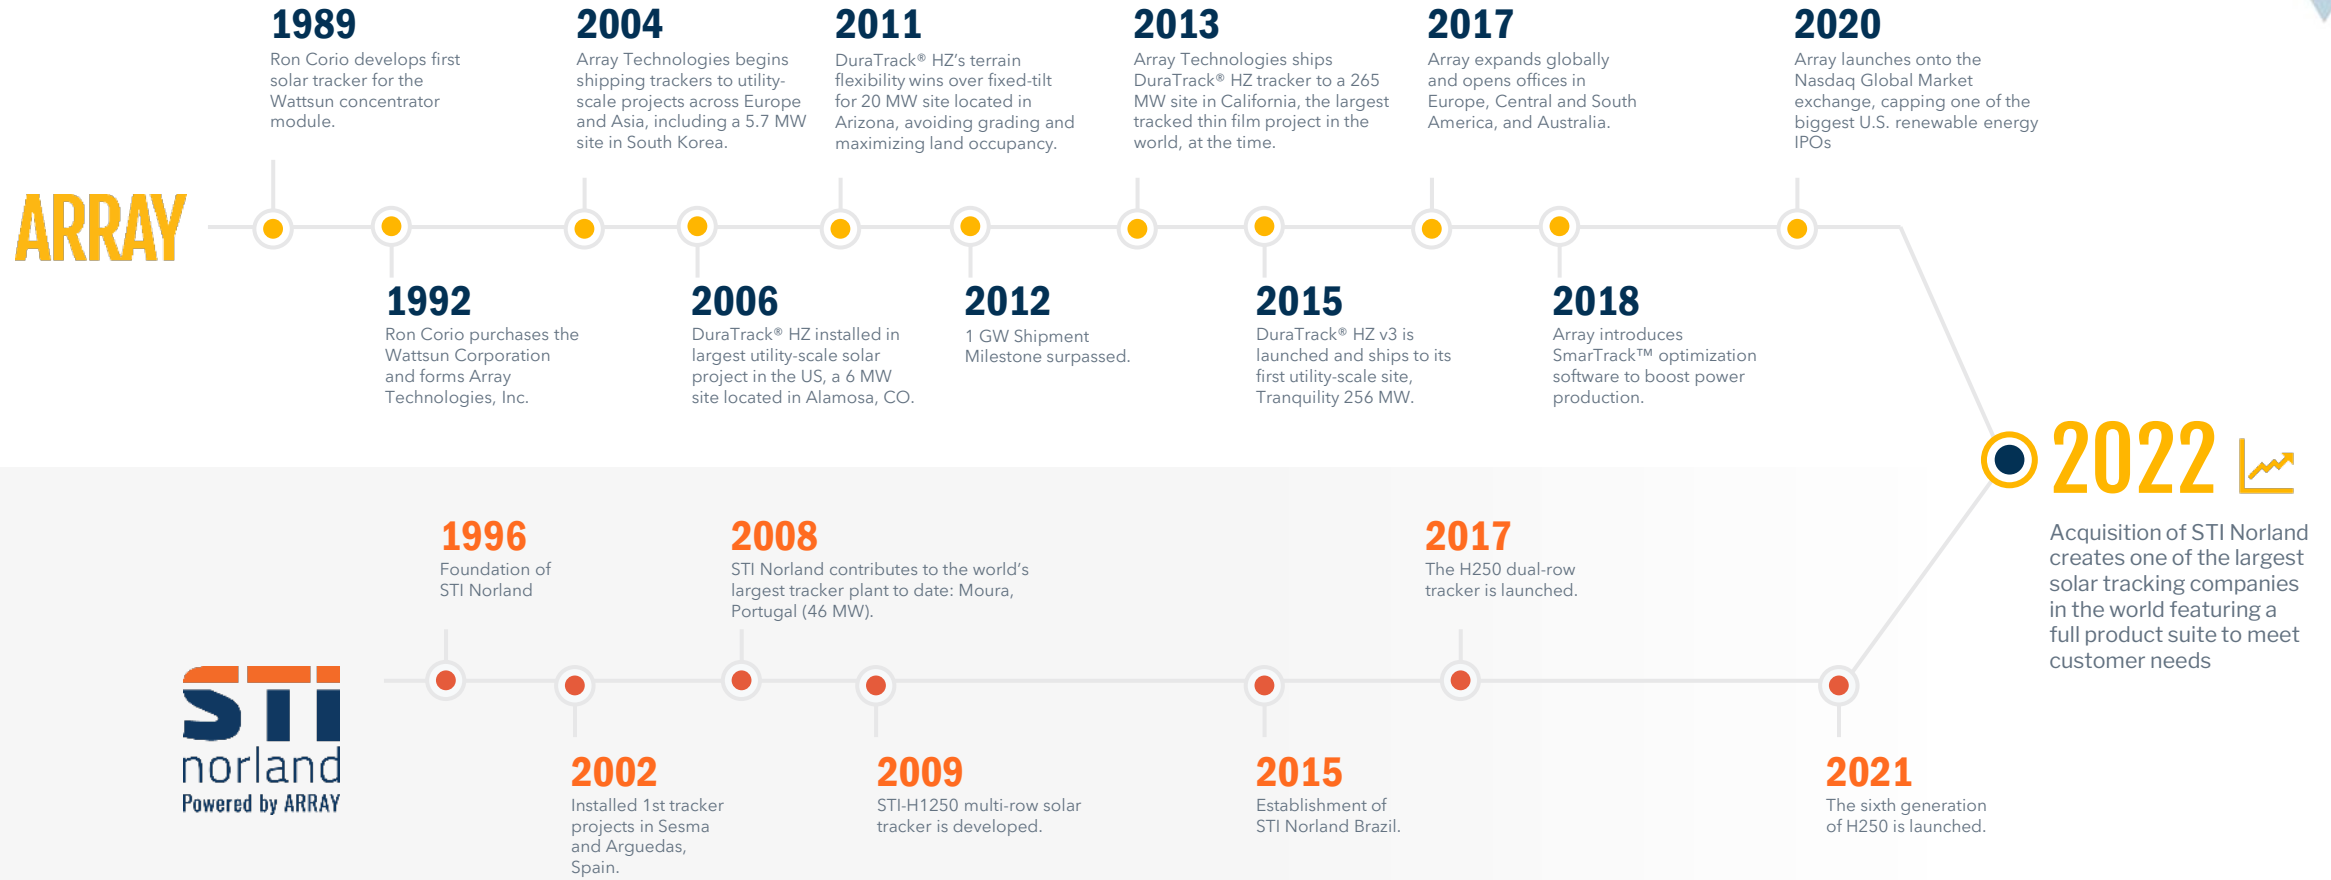 1989
Ron Corio develops first
solar tracker for the
Wattsun concentrator
module.
2004
Array Technologies begins
shipping trackers to utility-
scale projects across Europe
and Asia, including a 5.7 MW
site in South Korea.
2011
DuraTrack® HZ’s terrain
flexibility wins over fixed-tilt
for 20 MW site located in
Arizona, avoiding grading and
maximizing land occupancy.
2013
Array Technologies ships
DuraTrack® HZ tracker to a 265
MW site in California, the largest
tracked thin film project in the
world, at the time.
2017
Array expands globally
and opens offices in
Europe, Central and South
America, and Australia.
2020
Array launches onto the
Nasdaq Global Market
exchange, capping one of the
biggest U.S. renewable energy
IPOs
ARRAY
1992
Ron Corio purchases the
Wattsun Corporation
and forms Array
Technologies, Inc.
2006
DuraTrack® HZ installed in
largest utility-scale solar
project in the US, a 6 MW
site located in Alamosa, CO.
2012
1 GW Shipment
Milestone surpassed.
2015
DuraTrack® HZ v3 is
launched and ships to its
first utility-scale site,
Tranquility 256 MW.
2018
Array introduces
SmarTrack™ optimization
software to boost power
production.
2022
Acquisition of STI Norland
creates one of the largest
solar tracking companies
in the world featuring a
full product suite to meet
customer needs
1996
Foundation of
STI Norland
2008
STI Norland contributes to the world’s
largest tracker plant to date: Moura,
Portugal (46 MW).
2017
The H250 dual-row
tracker is launched.
STI
norland
Powered by ARRAY
2002
Installed 1st tracker
projects in Sesma
and Arguedas,
Spain.
2009
STI-H1250 multi-row solar
tracker is developed.
2015
Establishment of
STI Norland Brazil.
2021
The sixth generation
of H250 is launched.